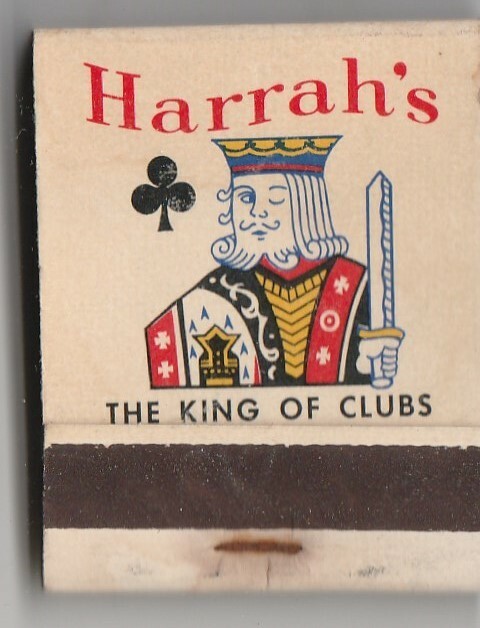 Harrah's
THE KING OF CLUBS